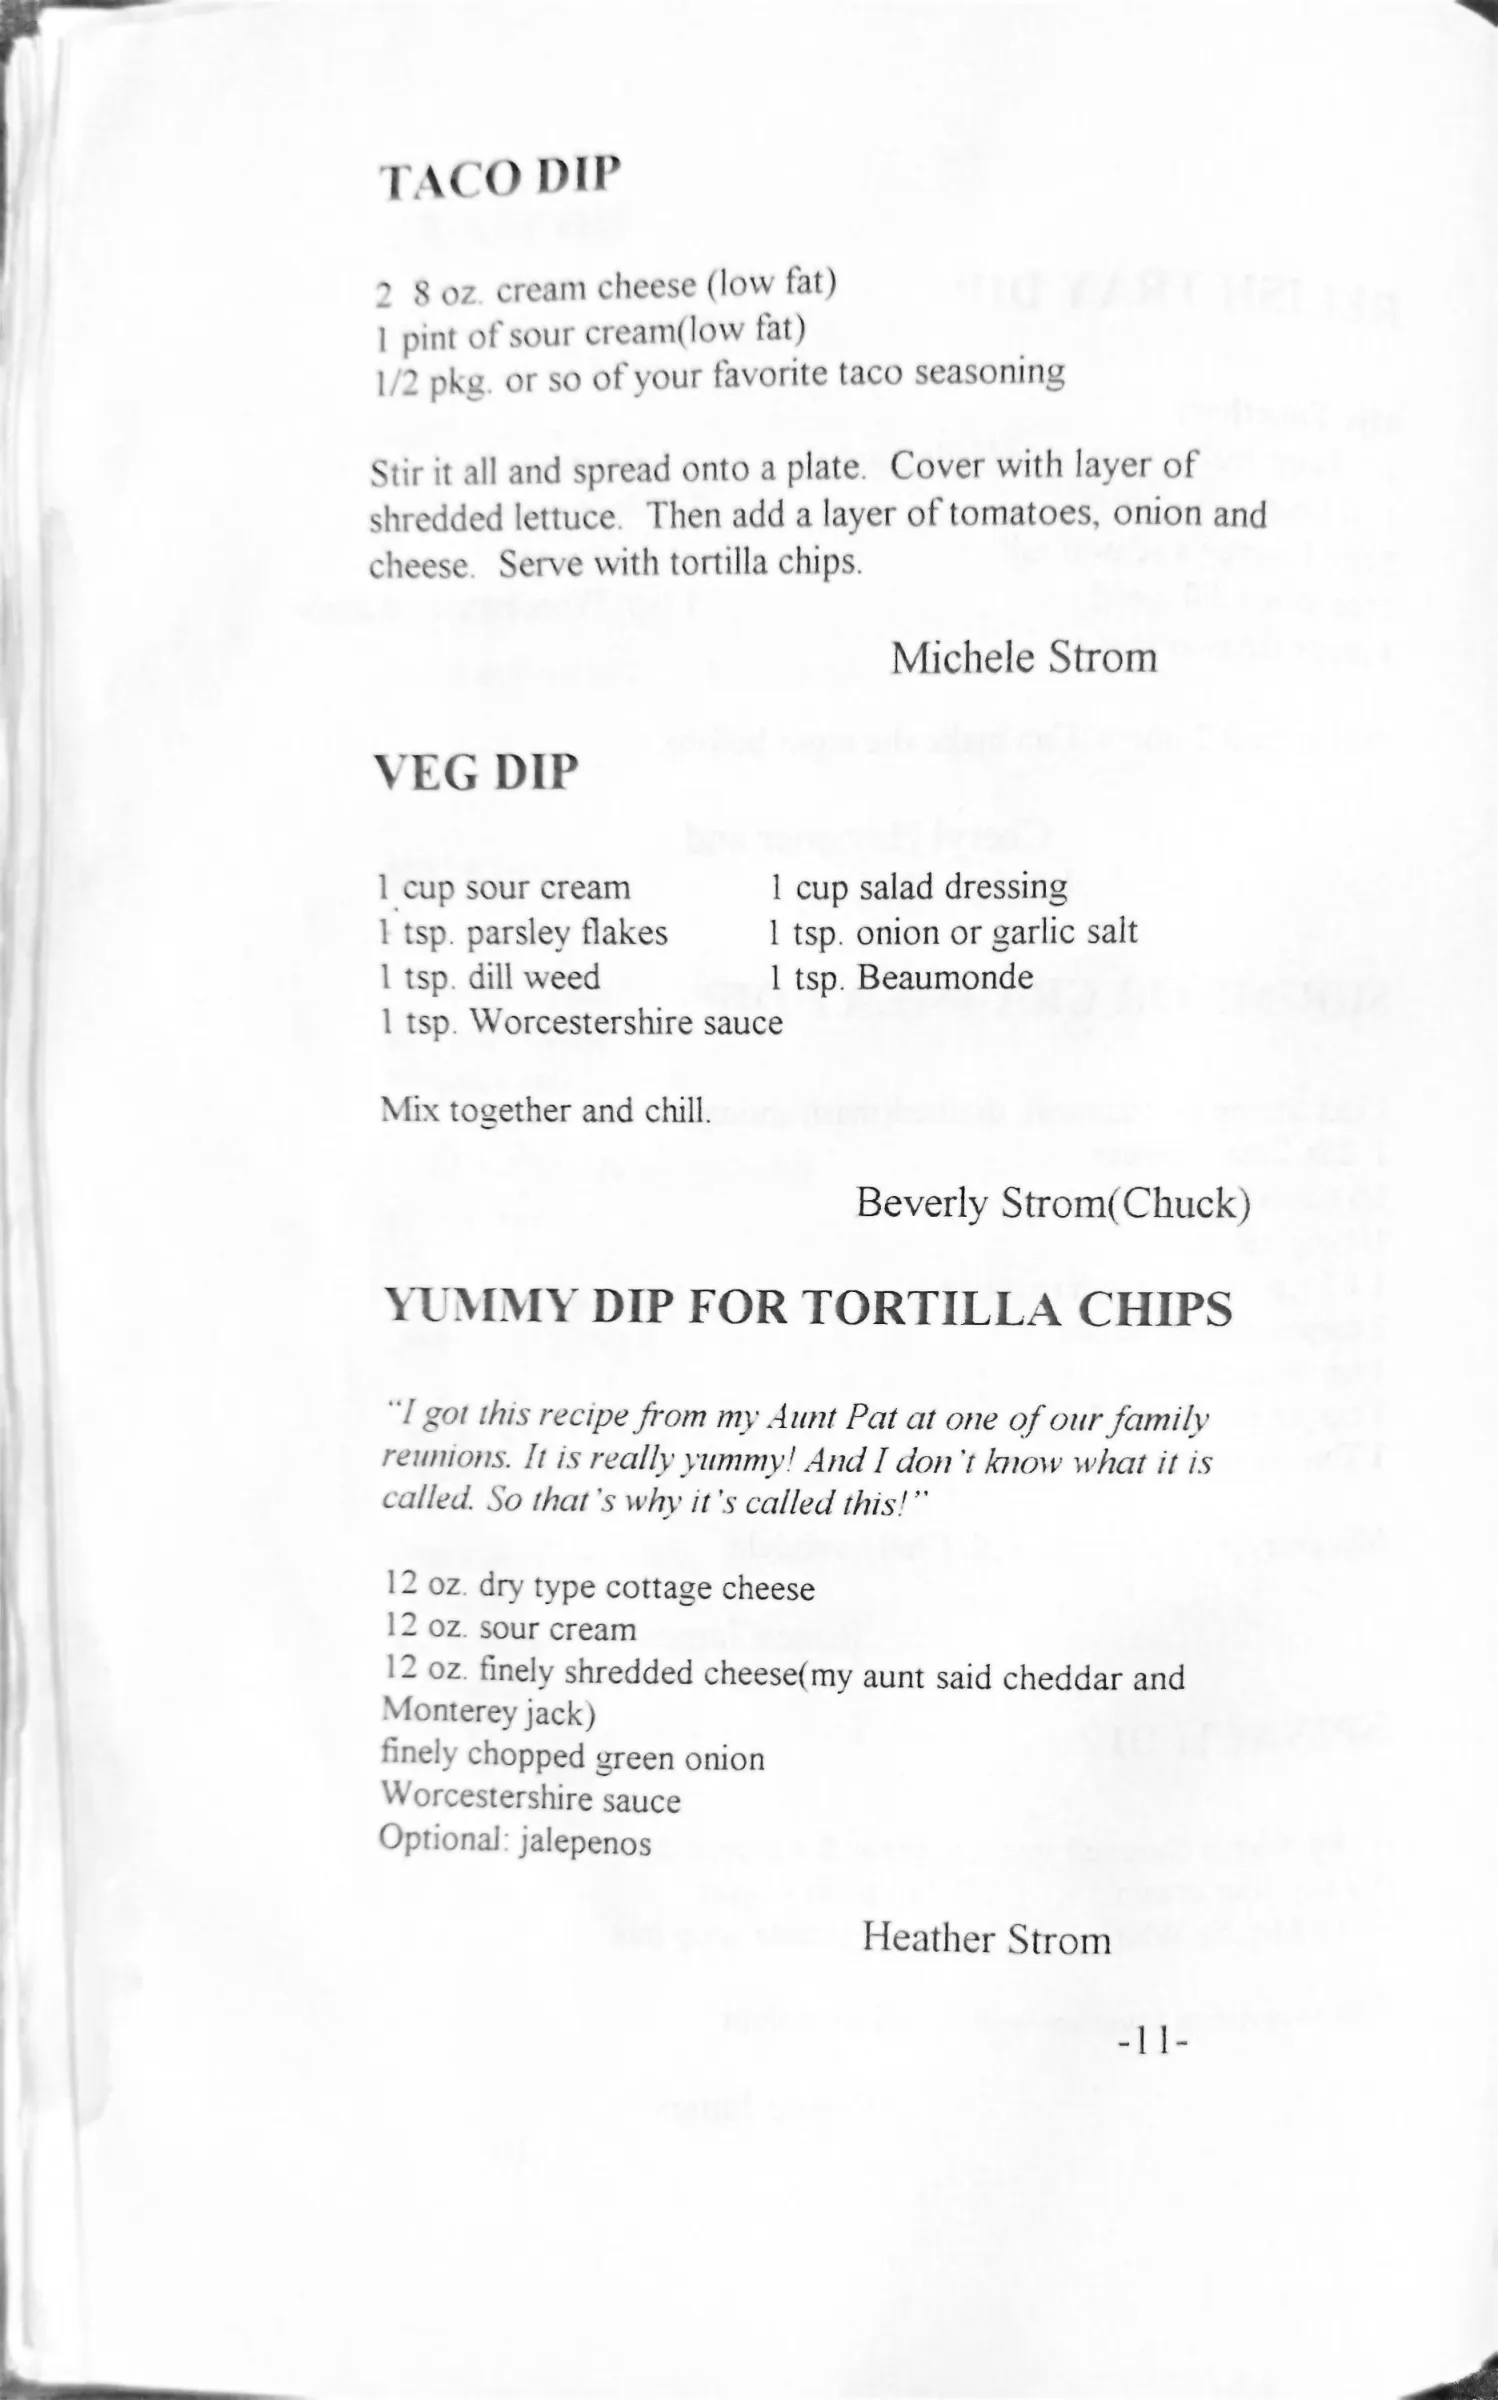 TACO DIP
2 8 oz. cream cheese (low fat)
1 pint of sour cream(low fat)
1/2 pkg. or so of your favorite taco seasoning
Stir it all and spread onto a plate. Cover with layer of
shredded lettuce. Then add a layer of tomatoes, onion and
cheese. Serve with tortilla chips.
Michele Strom
VEG DIP
1 cup sour cream 1 cup salad dressing
1 tsp. parsley flakes 1 tsp. onion or garlic salt
1 tsp. dill weed 1 tsp. Beaumonde
1 tsp. Worcestershire sauce
Mix together and chill.
Beverly Strom(Chuck)
YUMMY DIP FOR TORTILLA CHIPS
"I got this recipe from my Aunt Pat at one of our family
reunions. It is really yummy! And I don't know what it is
called. So that's why it's called this!"
12 oz. dry type cottage cheese
12 oz. sour cream
12 oz. finely shredded cheese(my aunt said cheddar and
Monterey jack)
finely chopped green onion
Worcestershire sauce
Optional: jalepenos
Heather Strom
-11-